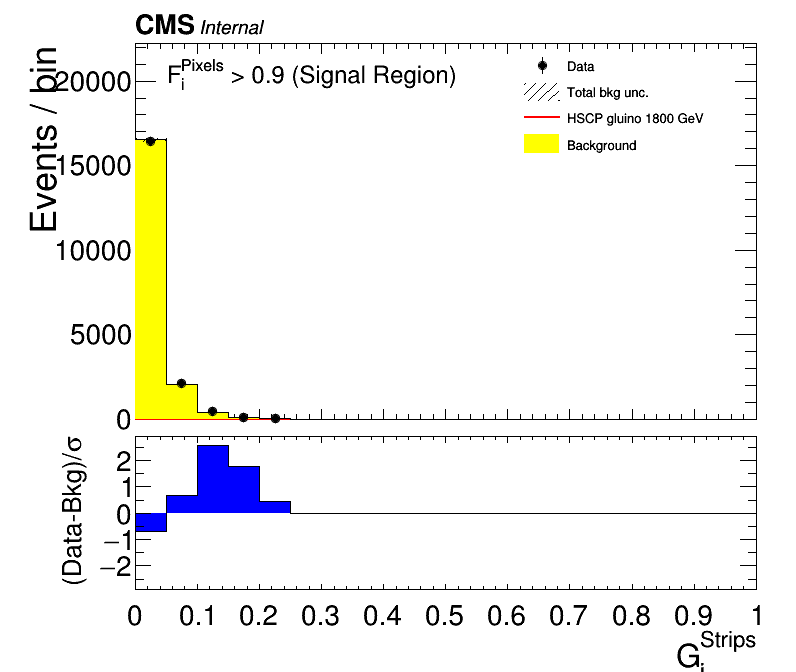 CMS Internal
Events / bin
F_i^Pixels > 0.9 (Signal Region)
Data
Total bkg unc.
HSCP gluino 1800 GeV
Background
20000
15000
10000
5000
0
(Data-Bkg)/σ
2
1
0
−1
−2
0 0.1 0.2 0.3 0.4 0.5 0.6 0.7 0.8 0.9 1
G_i^Strips